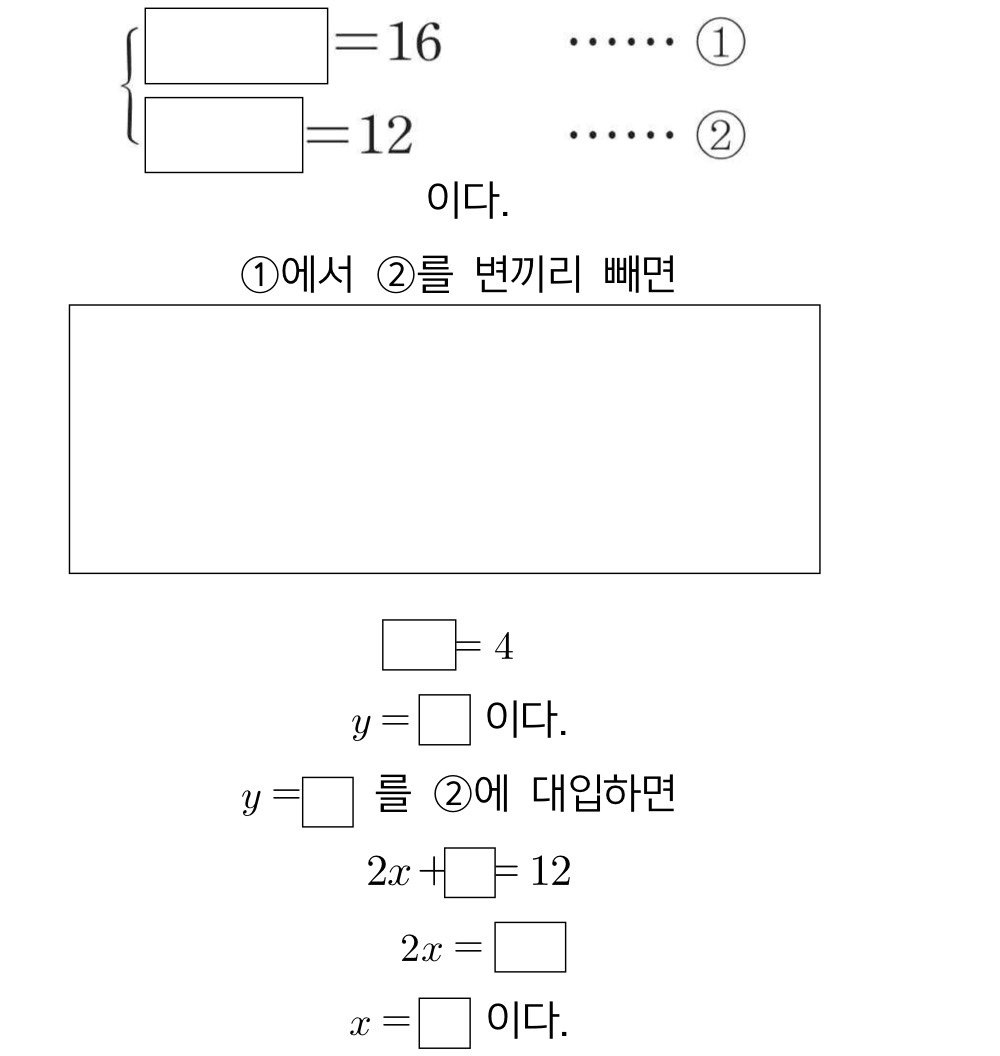 =16 …… ①
=12 …… ②
이다.
①에서 ②를 변끼리 빼면
= 4
y = 이다.
y = 를 ②에 대입하면
2x + = 12
2x =
x = 이다.